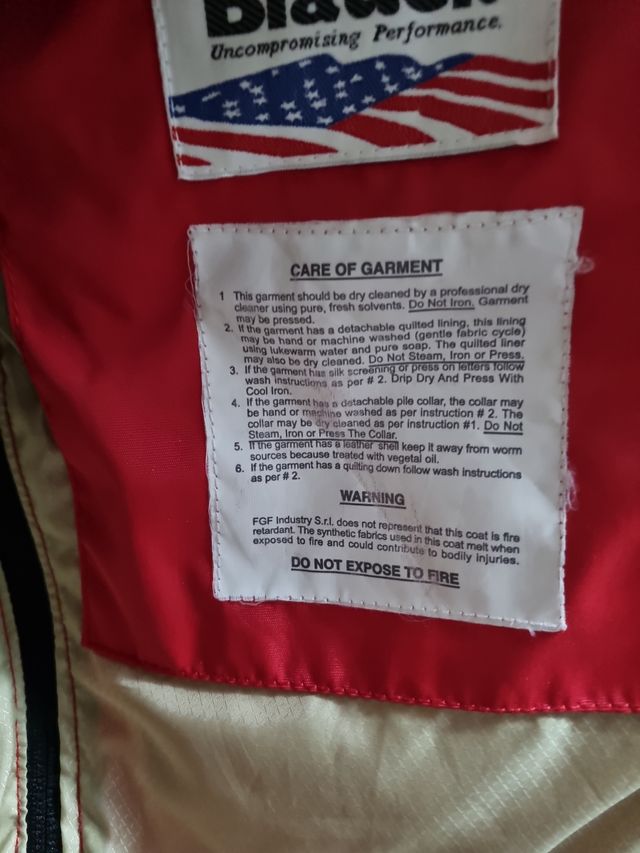 Uncompromising Performance.
CARE OF GARMENT
1 This garment should be dry cleaned by a professional dry
cleaner using pure, fresh solvents. Do Not Iron. Garment
may be pressed.
2. If the garment has a detachable quilted lining, this lining
may be hand or machine washed (gentle fabric cycle)
using lukewarm water and pure soap. The quilted liner
may also be dry cleaned. Do Not Steam, Iron or Press.
3. If the garment has silk screening or press on letters follow
wash instructions as per # 2. Drip Dry And Press With
Cool Iron.
4. If the garment has a detachable pile collar, the collar may
be hand or machine washed as per instruction # 2. The
collar may be dry cleaned as per instruction #1. Do Not
Steam, Iron or Press The Collar.
5. If the garment has a leather shell keep it away from worm
sources because treated with vegetal oil.
6. If the garment has a quilting down follow wash instructions
as per # 2.
WARNING
FGF Industry S.r.l. does not represent that this coat is fire
retardant. The synthetic fabrics used in this coat melt when
exposed to fire and could contribute to bodily injuries.
DO NOT EXPOSE TO FIRE